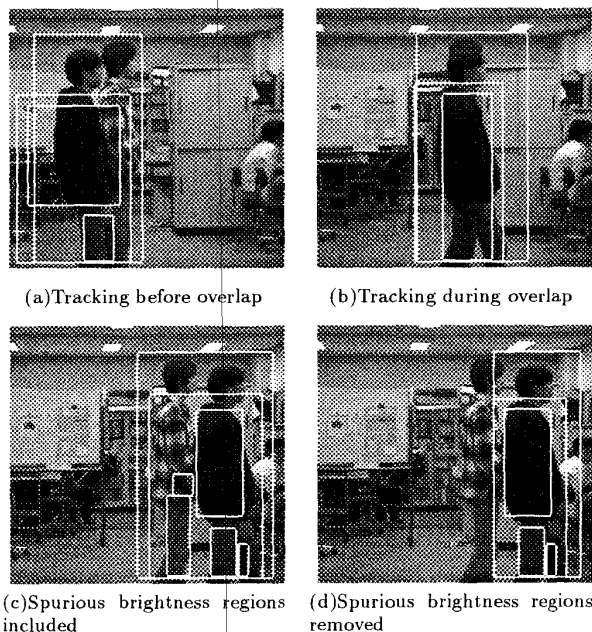 (a)Tracking before overlap
(b)Tracking during overlap
(c)Spurious brightness regions
included
(d)Spurious brightness regions
removed